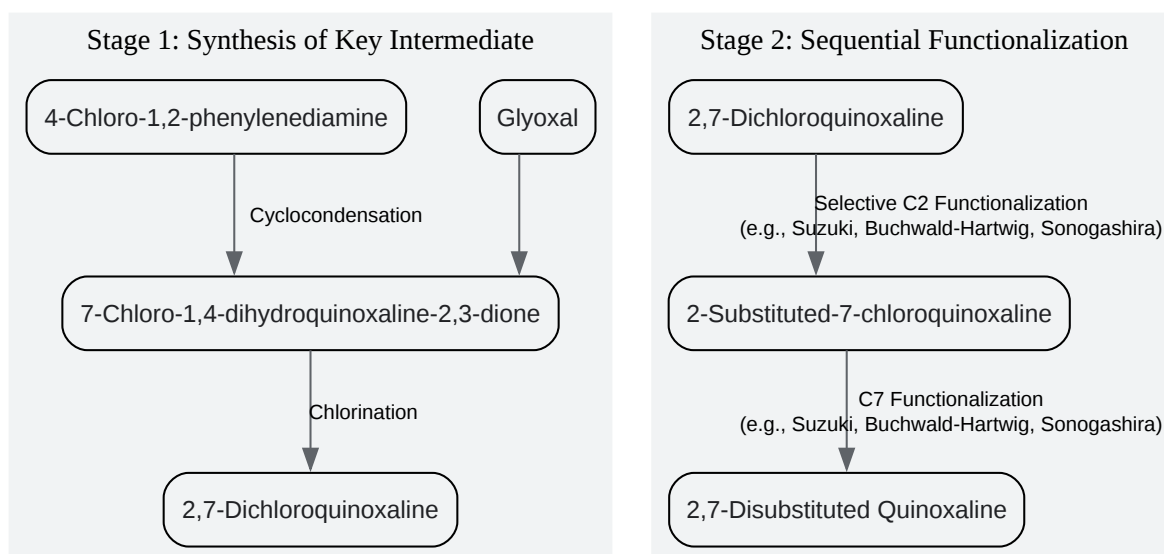 Stage 1: Synthesis of Key Intermediate
4-Chloro-1,2-phenylenediamine
Glyoxal
Cyclocondensation
7-Chloro-1,4-dihydroquinoxaline-2,3-dione
Chlorination
2,7-Dichloroquinoxaline
Stage 2: Sequential Functionalization
2,7-Dichloroquinoxaline
Selective C2 Functionalization
(e.g., Suzuki, Buchwald-Hartwig, Sonogashira)
2-Substituted-7-chloroquinoxaline
C7 Functionalization
(e.g., Suzuki, Buchwald-Hartwig, Sonogashira)
2,7-Disubstituted Quinoxaline